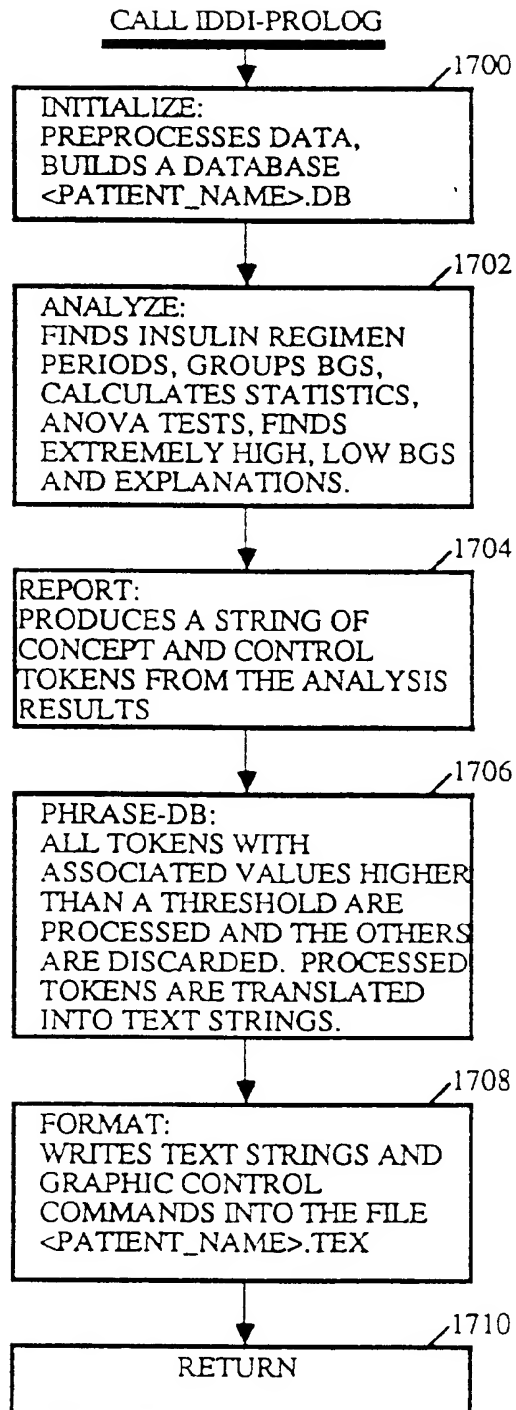 CALL IDDI-PROLOG
1700
INITIALIZE:
PREPROCESSES DATA,
BUILDS A DATABASE
<PATIENT_NAME>.DB
1702
ANALYZE:
FINDS INSULIN REGIMEN
PERIODS, GROUPS BGS,
CALCULATES STATISTICS,
ANOVA TESTS, FINDS
EXTREMELY HIGH, LOW BGS
AND EXPLANATIONS.
1704
REPORT:
PRODUCES A STRING OF
CONCEPT AND CONTROL
TOKENS FROM THE ANALYSIS
RESULTS
1706
PHRASE-DB:
ALL TOKENS WITH
ASSOCIATED VALUES HIGHER
THAN A THRESHOLD ARE
PROCESSED AND THE OTHERS
ARE DISCARDED. PROCESSED
TOKENS ARE TRANSLATED
INTO TEXT STRINGS.
1708
FORMAT:
WRITES TEXT STRINGS AND
GRAPHIC CONTROL
COMMANDS INTO THE FILE
<PATIENT_NAME>.TEX
1710
RETURN